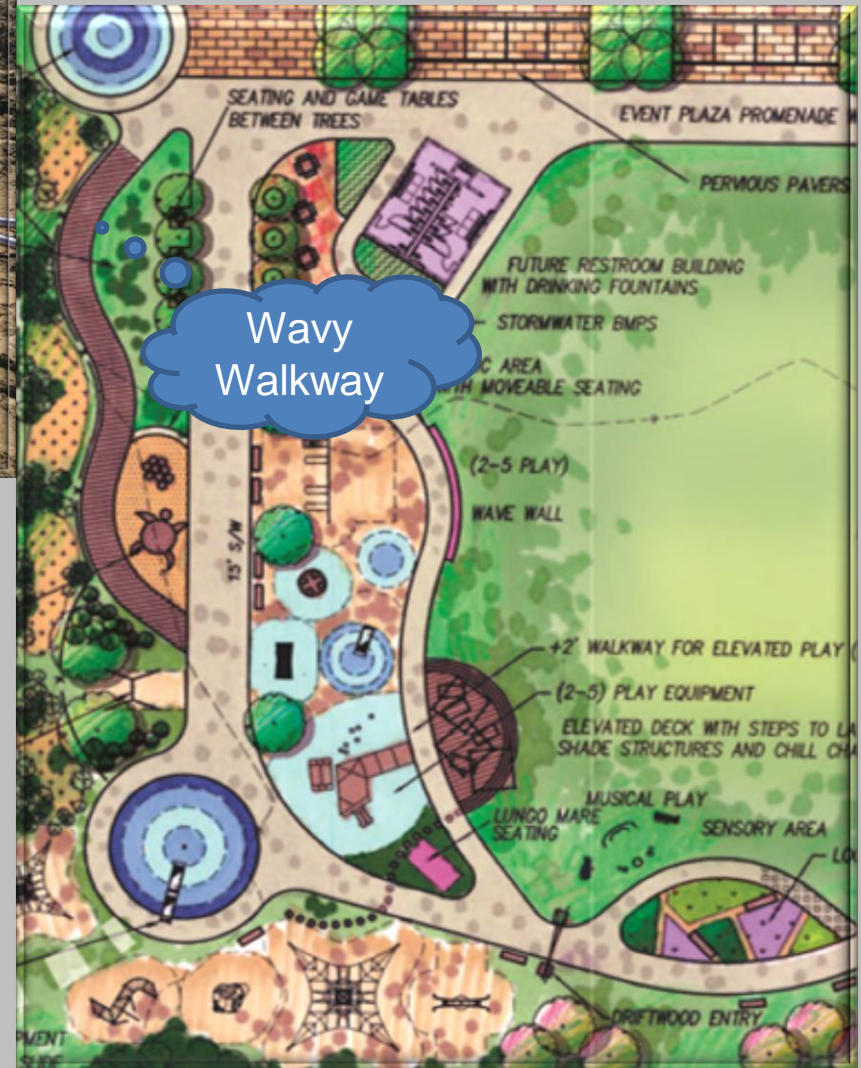 SEATING AND GAME TABLES
BETWEEN TREES
EVENT PLAZA PROMENADE
PERVIOUS PAVERS
FUTURE RESTROOM BUILDING
WITH DRINKING FOUNTAINS
STORMWATER BMPS
Wavy
Walkway
AREA
MOVEABLE SEATING
(2-5 PLAY)
WAVE WALL
15' S/W
+2' WALKWAY FOR ELEVATED PLAY
(2-5) PLAY EQUIPMENT
ELEVATED DECK WITH STEPS TO
SHADE STRUCTURES AND CHILL
MUSICAL PLAY
LUNGO MARE
SEATING
SENSORY AREA
DRIFTWOOD ENTRY